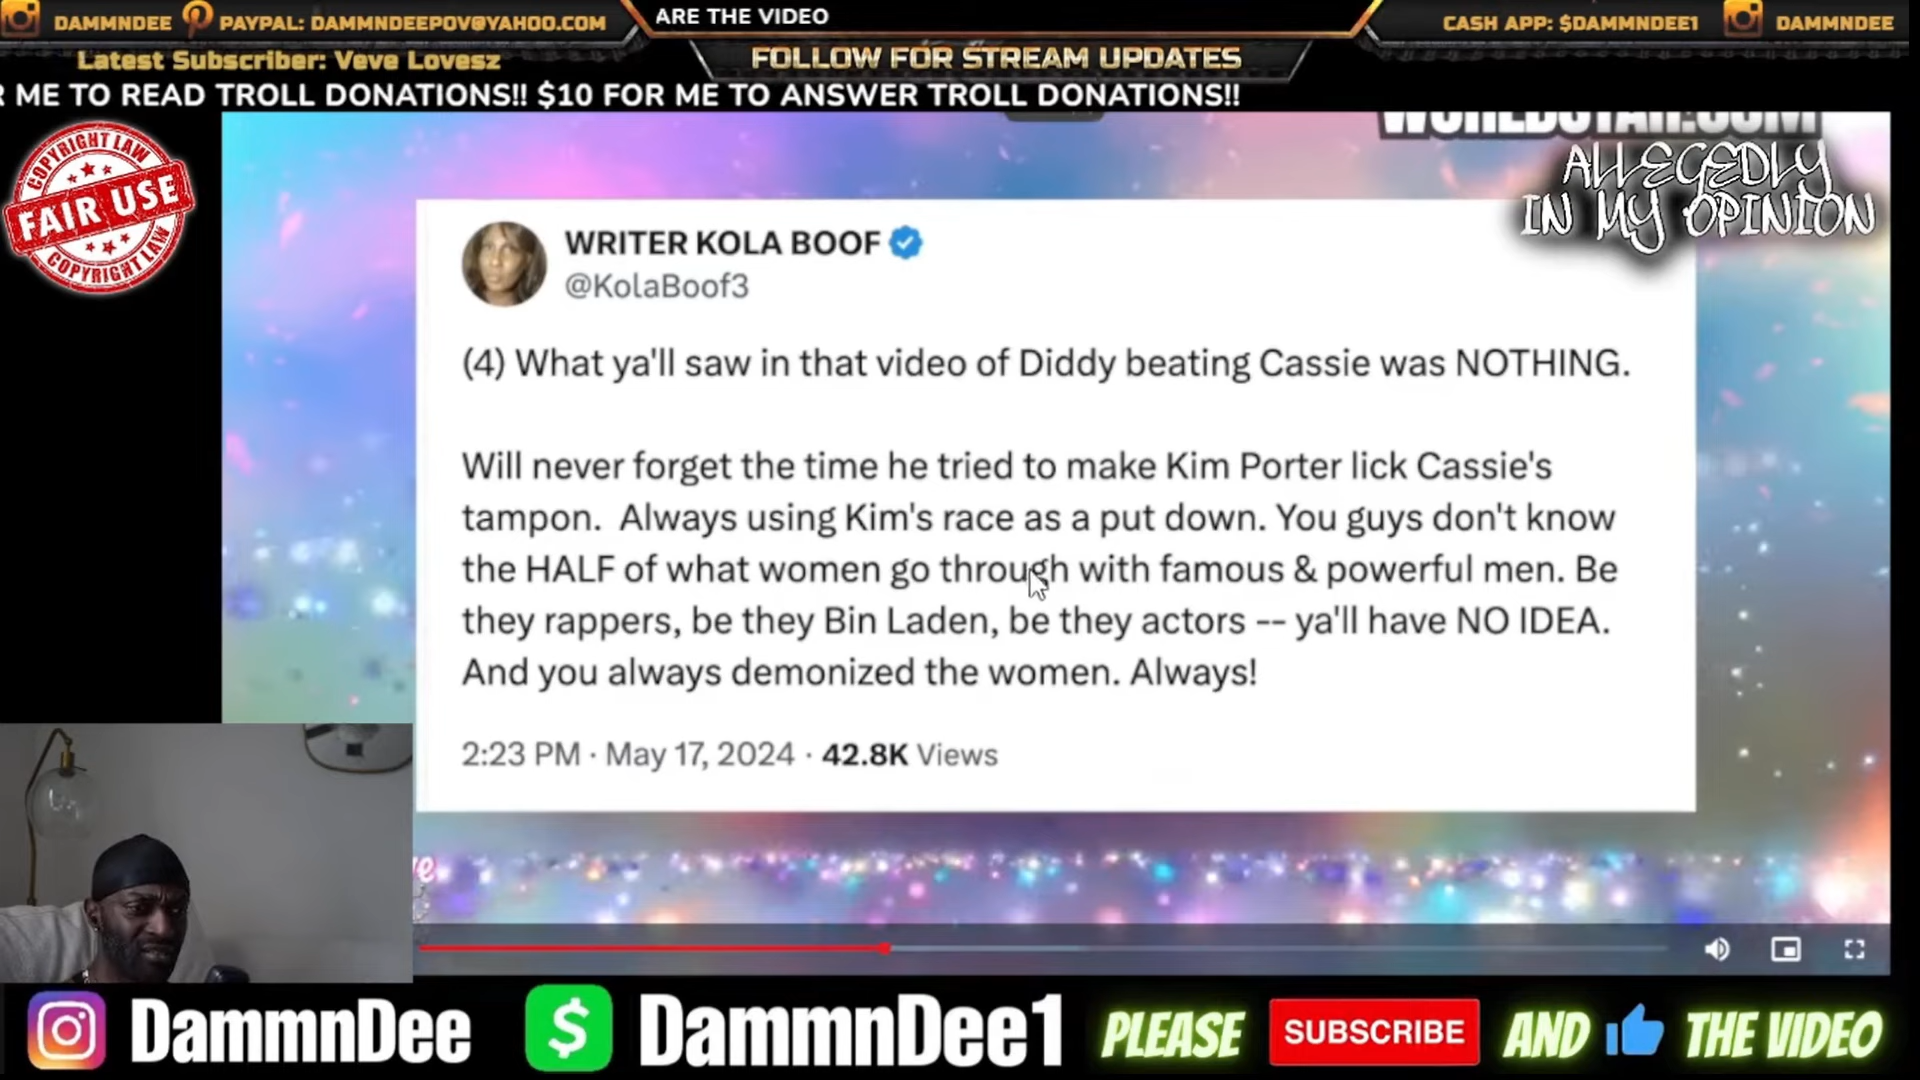 DAMMNDEE
PAYPAL: DAMMNDEEPOV@YAHOO.COM
ARE THE VIDEO
CASH APP: $DAMMNDEE1
DAMMNDEE
Latest Subscriber: Veve Lovesz
FOLLOW FOR STREAM UPDATES
R ME TO READ TROLL DONATIONS!! $10 FOR ME TO ANSWER TROLL DONATIONS!!
WORLDSTAR.COM
ALLEGEDLY
IN MY OPINION
COPYRIGHT LAW
FAIR USE
COPYRIGHT LAW
WRITER KOLA BOOF
@KolaBoof3
(4) What ya'll saw in that video of Diddy beating Cassie was NOTHING.
Will never forget the time he tried to make Kim Porter lick Cassie's
tampon.  Always using Kim's race as a put down. You guys don't know
the HALF of what women go through with famous & powerful men. Be
they rappers, be they Bin Laden, be they actors -- ya'll have NO IDEA.
And you always demonized the women. Always!
2:23 PM · May 17, 2024 · 42.8K Views
DammnDee
$ DammnDee1
PLEASE SUBSCRIBE AND THE VIDEO